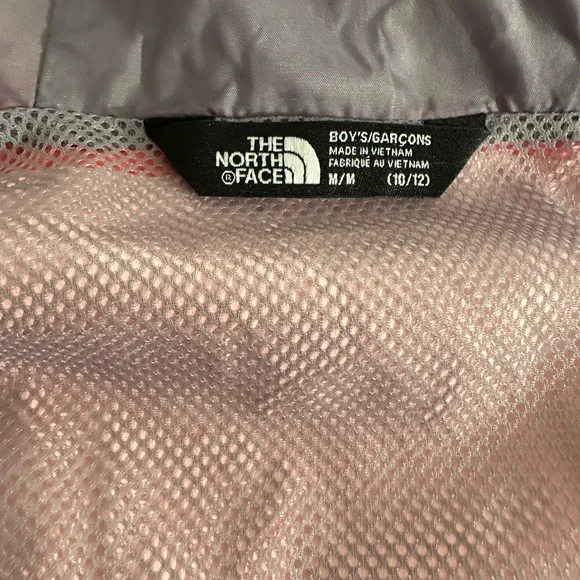 THE
NORTH
®FACE
BOY'S/GARÇONS
MADE IN VIETNAM
FABRIQUÉ AU VIETNAM
M/M (10/12)